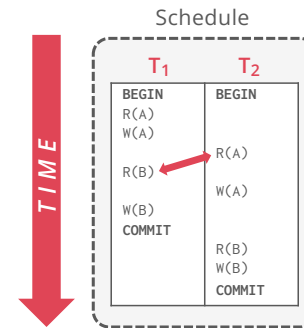 Schedule
TIME
T1 T2
BEGIN BEGIN
R(A)
W(A)
R(A)
R(B)
W(A)
W(B)
COMMIT
R(B)
W(B)
COMMIT